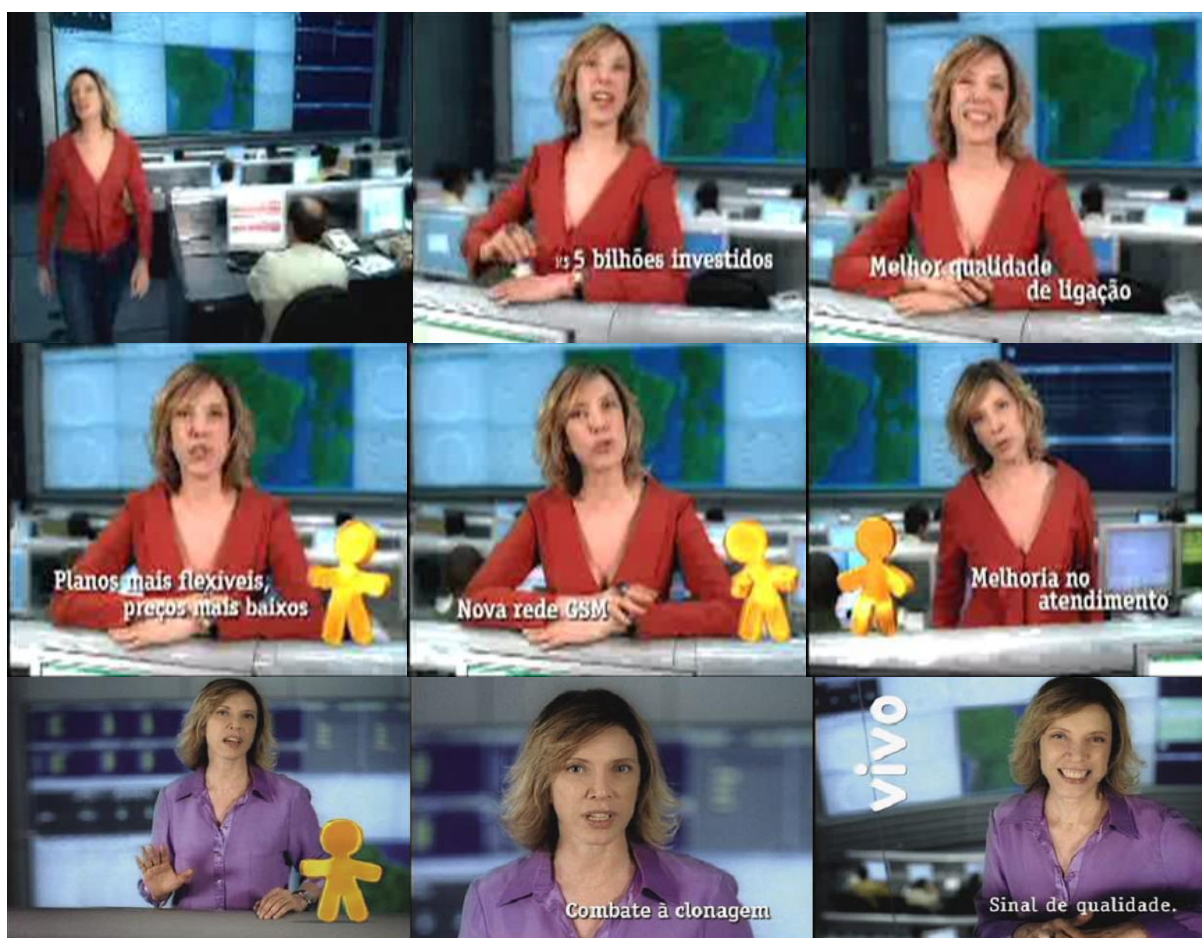 R$ 5 bilhões investidos
Melhor qualidade
de ligação
Planos mais flexíveis,
preços mais baixos
Nova rede GSM
Melhoria no
atendimento
Combate à clonagem
vivo
Sinal de qualidade.